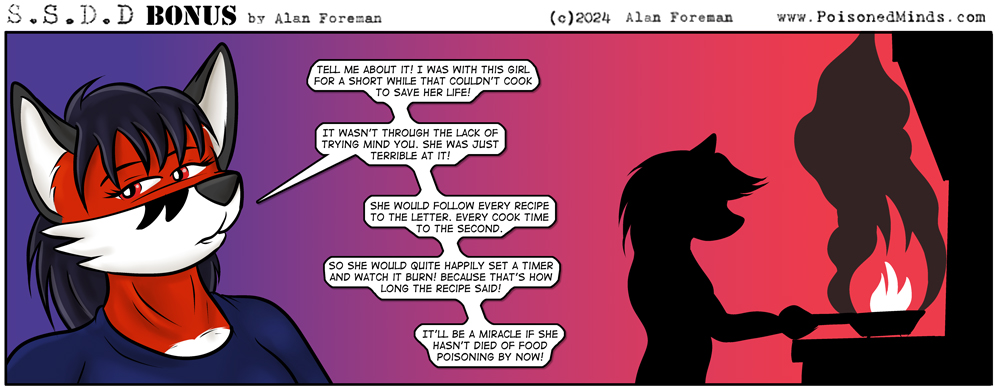 S.S.D.D BONUS by Alan Foreman (c)2024 Alan Foreman www.PoisonedMinds.com
TELL ME ABOUT IT! I WAS WITH THIS GIRL
FOR A SHORT WHILE THAT COULDN'T COOK
TO SAVE HER LIFE!
IT WASN'T THROUGH THE LACK OF
TRYING MIND YOU. SHE WAS JUST
TERRIBLE AT IT!
SHE WOULD FOLLOW EVERY RECIPE
TO THE LETTER. EVERY COOK TIME
TO THE SECOND.
SO SHE WOULD QUITE HAPPILY SET A TIMER
AND WATCH IT BURN! BECAUSE THAT'S HOW
LONG THE RECIPE SAID!
IT'LL BE A MIRACLE IF SHE
HASN'T DIED OF FOOD
POISONING BY NOW!